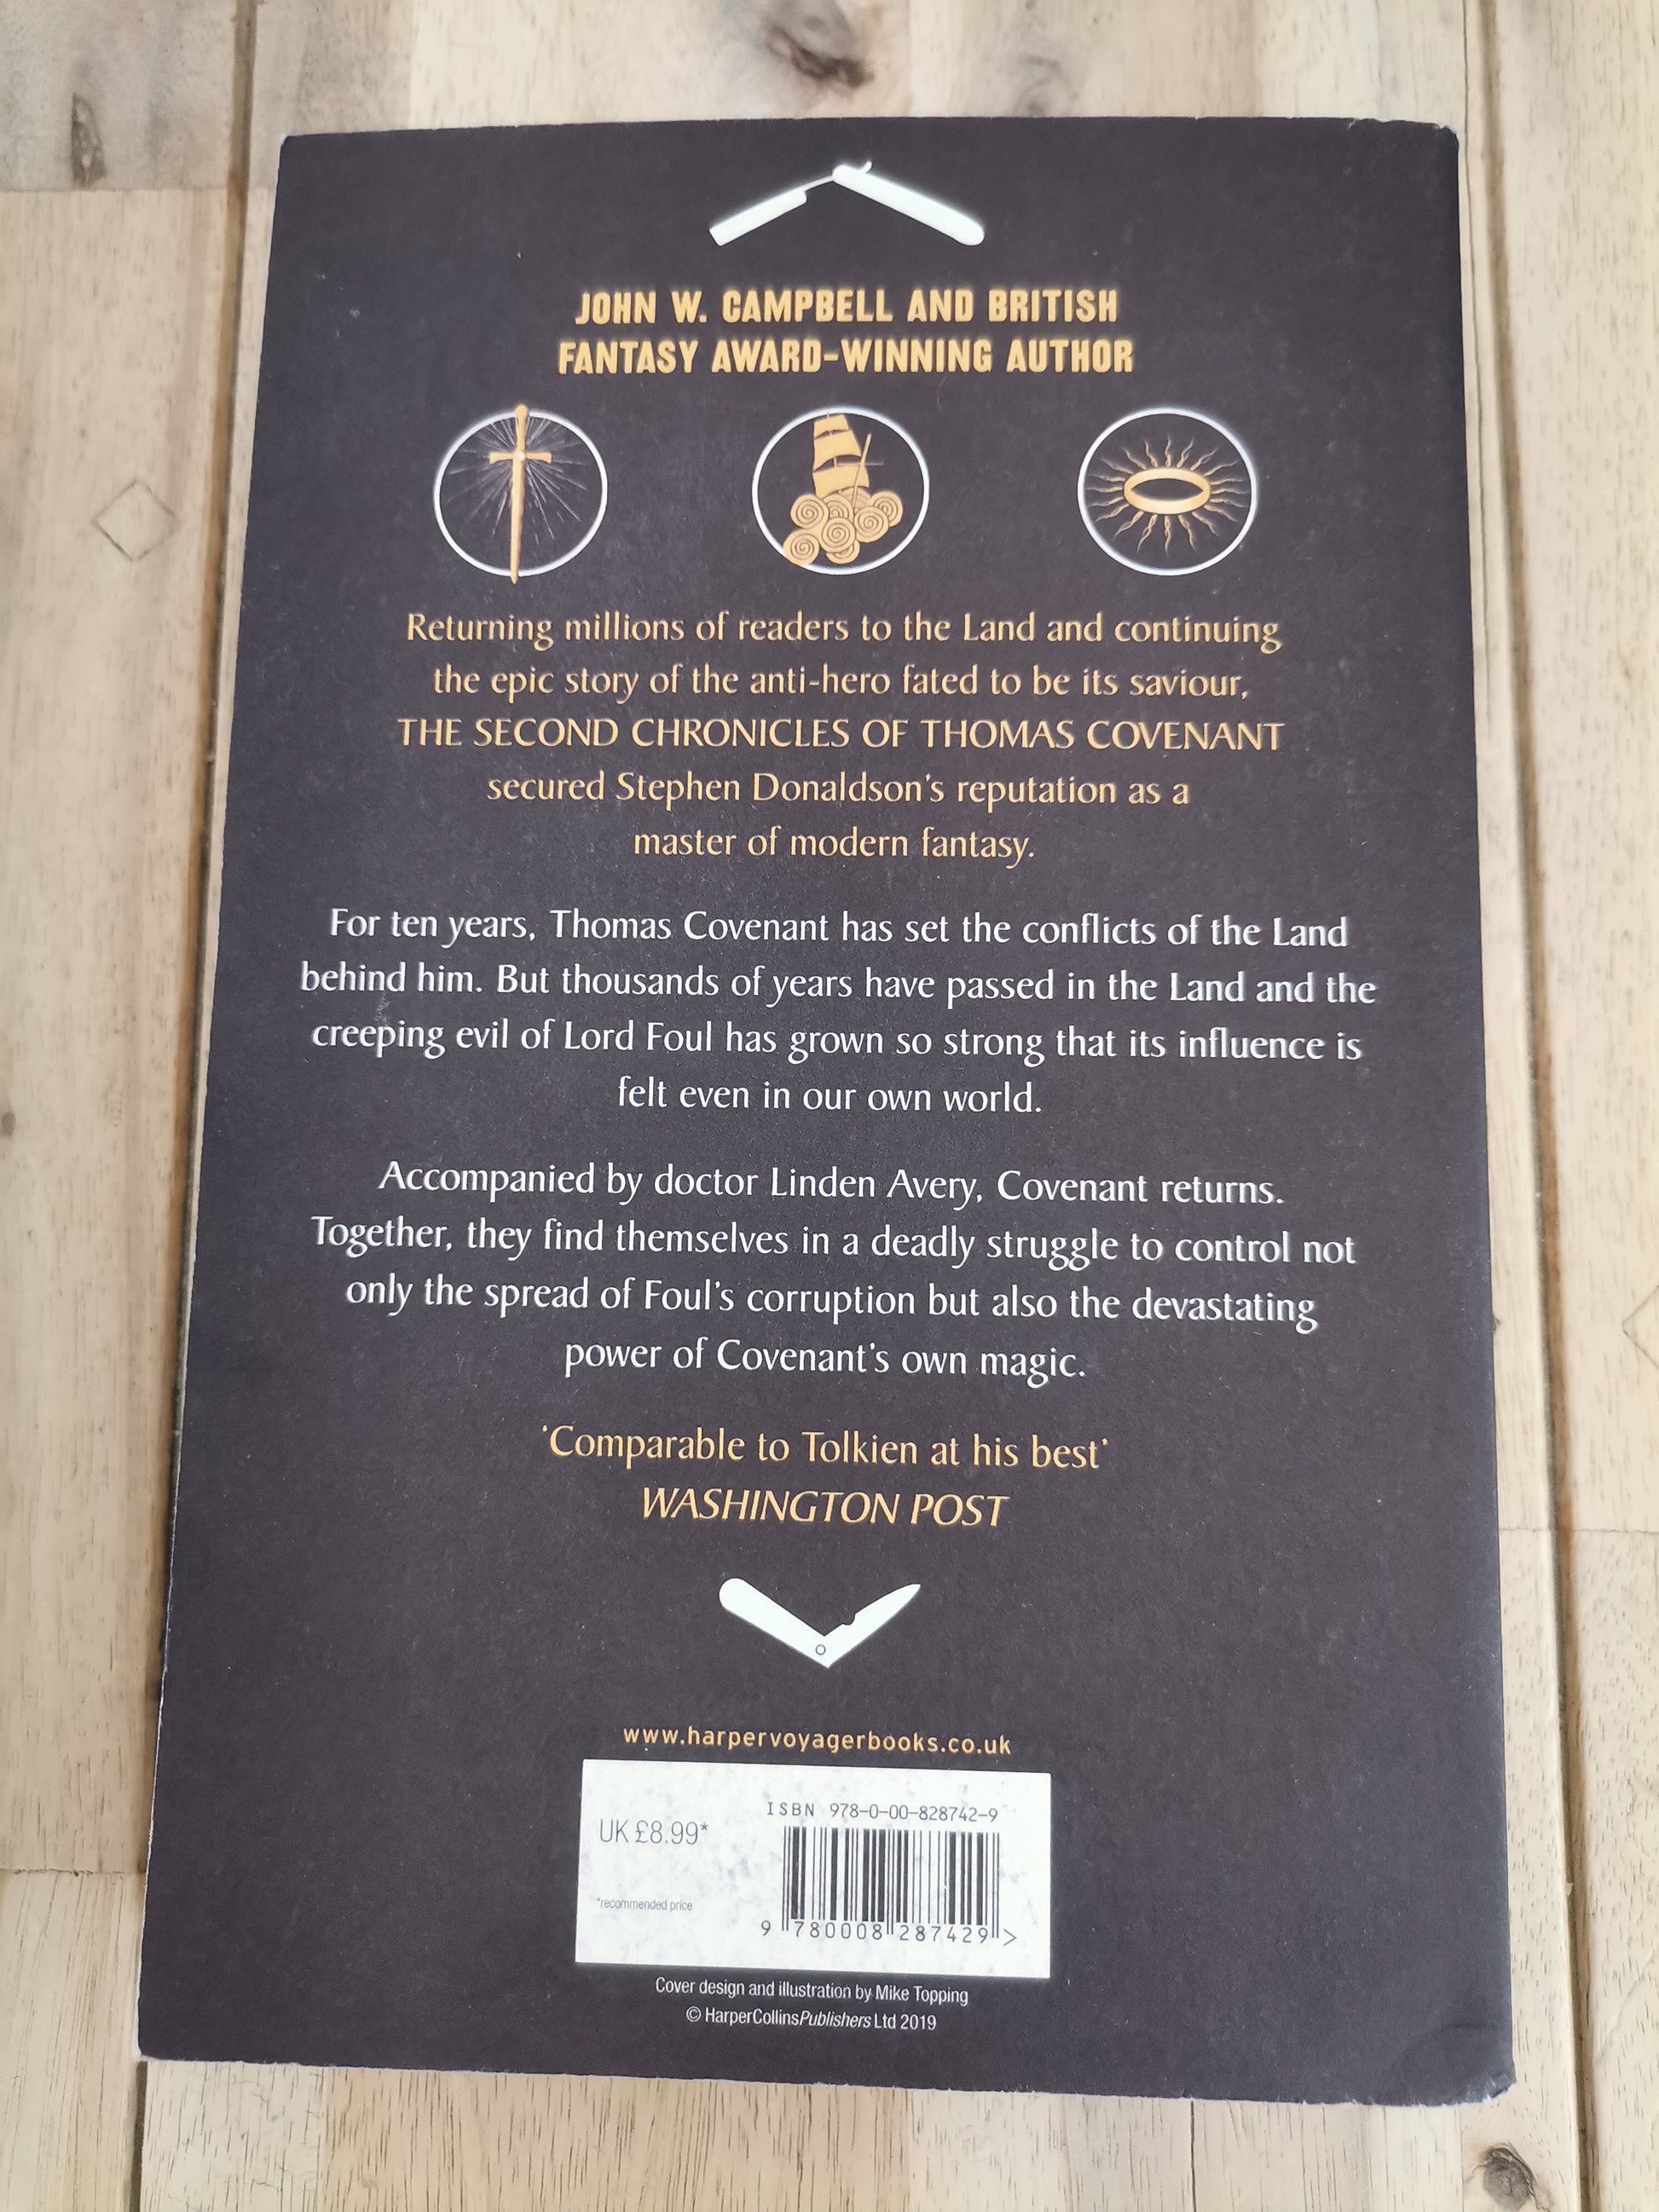 JOHN W. CAMPBELL AND BRITISH
FANTASY AWARD-WINNING AUTHOR
Returning millions of readers to the Land and continuing
the epic story of the anti-hero fated to be its saviour,
THE SECOND CHRONICLES OF THOMAS COVENANT
secured Stephen Donaldson's reputation as a
master of modern fantasy.
For ten years, Thomas Covenant has set the conflicts of the Land
behind him. But thousands of years have passed in the Land and the
creeping evil of Lord Foul has grown so strong that its influence is
felt even in our own world.
Accompanied by doctor Linden Avery, Covenant returns.
Together, they find themselves in a deadly struggle to control not
only the spread of Foul's corruption but also the devastating
power of Covenant's own magic.
'Comparable to Tolkien at his best'
WASHINGTON POST
www.harpervoyagerbooks.co.uk
ISBN 978-0-00-828742-9
UK £8.99*
*recommended price
9 780008 287429 >
Cover design and illustration by Mike Topping
© HarperCollinsPublishers Ltd 2019